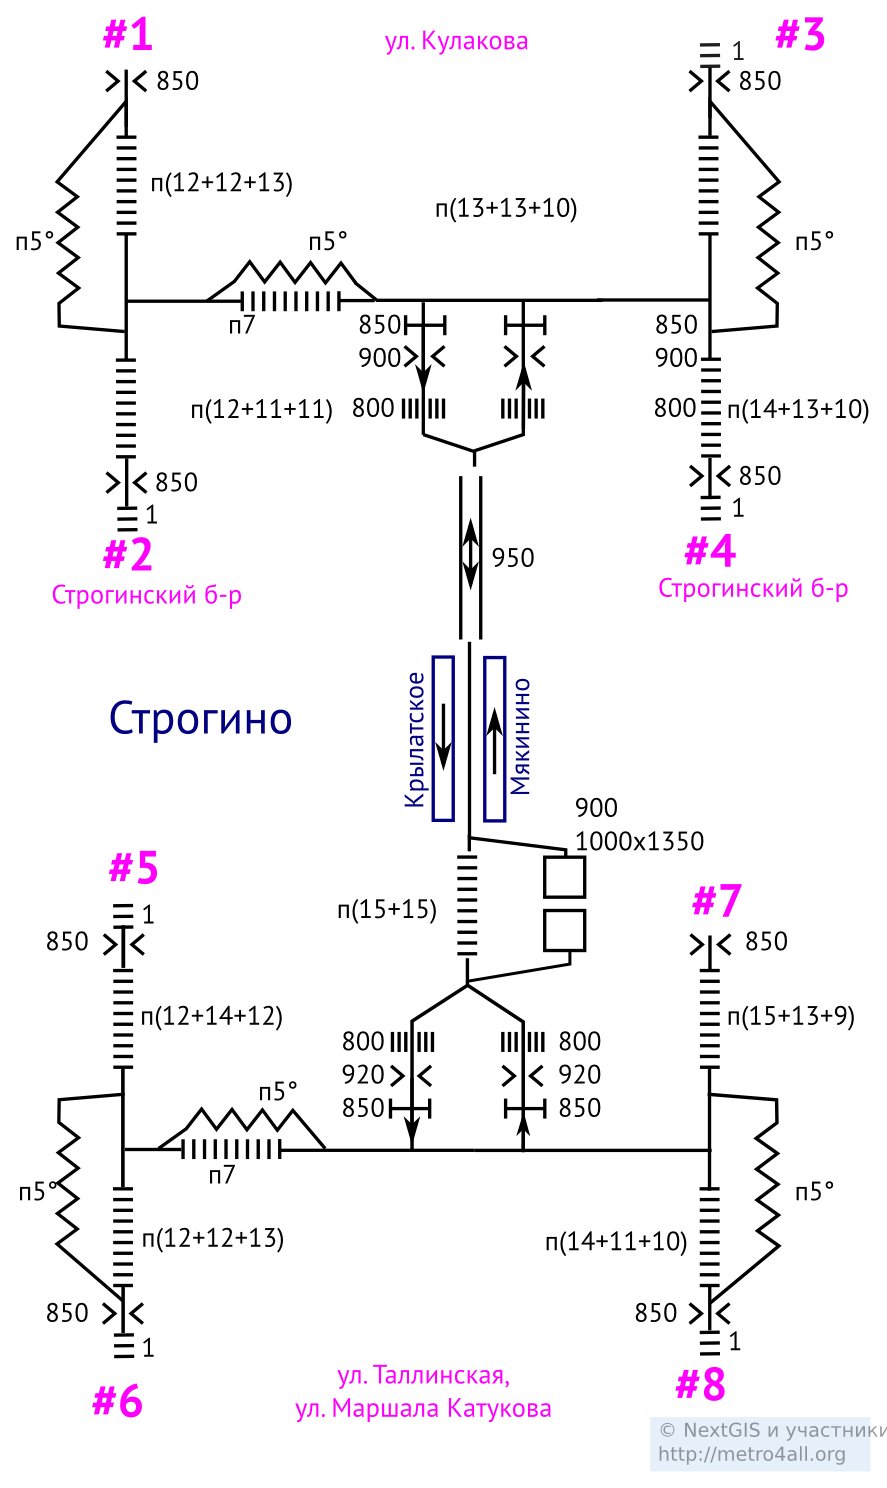 #1
ул. Кулакова
#3
1
850
850
п(12+12+13)
п(13+13+10)
п5°
п5°
п5°
п7
850
850
900
900
п(12+11+11)
800
800
п(14+13+10)
850
850
1
1
#2
#4
Строгинский б-р
Строгинский б-р
950
Строгино
Крылатское
Мякинино
900
1000x1350
#5
#7
1
п(15+15)
850
850
п(12+14+12)
п(15+13+9)
800
800
920
920
п5°
850
850
п7
п5°
п5°
п(12+12+13)
п(14+11+10)
850
850
1
1
ул. Таллинская,
#6
#8
ул. Маршала Катукова
© NextGIS и участники
http://metro4all.org